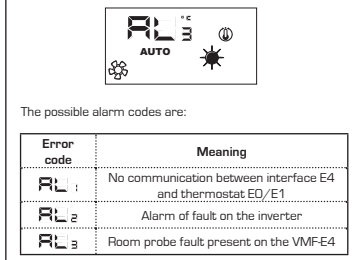 AL3 °C
AUTO
The possible alarm codes are:
Error code
Meaning
AL 1
No communication between interface E4
and thermostat E0/E1
AL 2
Alarm of fault on the inverter
AL 3
Room probe fault present on the VMF-E4